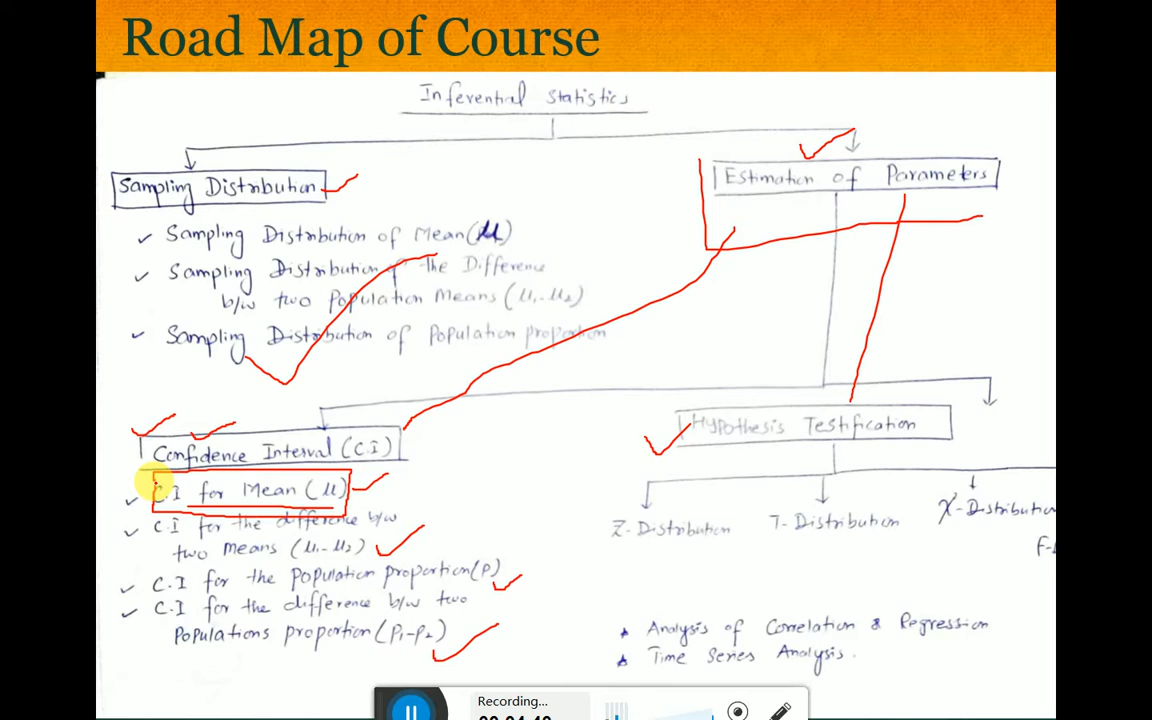 Road Map of Course
Inferential Statistics
Sampling Distribution
Estimation of Parameters
Sampling Distribution of Mean(μ)
Sampling Distribution of the Difference
b/w two Population Means (μ1-μ2)
Sampling Distribution of Population proportion
Confidence Interval (C.I)
C.I for Mean (μ)
C.I for the difference b/w
two Means (μ1-μ2)
C.I for the Population proportion(P)
C.I for the difference b/w two
Populations proportion(P1-P2)
Hypothesis Testification
Z-Distribution
T-Distribution
X-Distribution
F-
* Analysis of Correlation & Regression
* Time Series Analysis.
Recording...